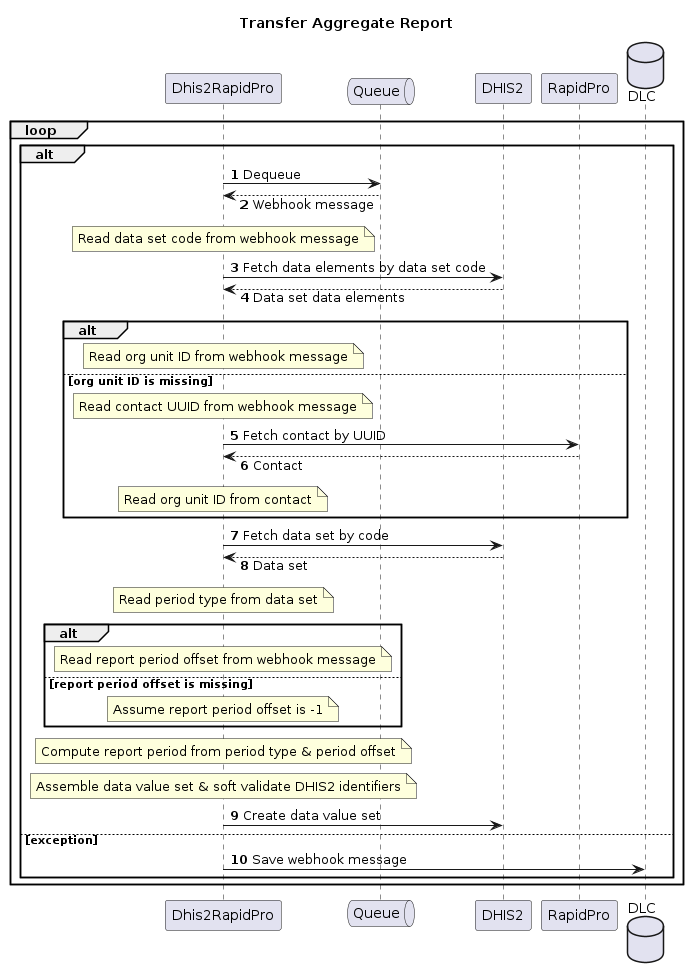 Transfer Aggregate Report
Dhis2RapidPro
Queue
DHIS2
RapidPro
DLC
loop
alt
1 Dequeue
2 Webhook message
Read data set code from webhook message
3 Fetch data elements by data set code
4 Data set data elements
alt
Read org unit ID from webhook message
[org unit ID is missing]
Read contact UUID from webhook message
5 Fetch contact by UUID
6 Contact
Read org unit ID from contact
7 Fetch data set by code
8 Data set
Read period type from data set
alt
Read report period offset from webhook message
[report period offset is missing]
Assume report period offset is -1
Compute report period from period type & period offset
Assemble data value set & soft validate DHIS2 identifiers
9 Create data value set
[exception]
10 Save webhook message
Dhis2RapidPro
Queue
DHIS2
RapidPro
DLC